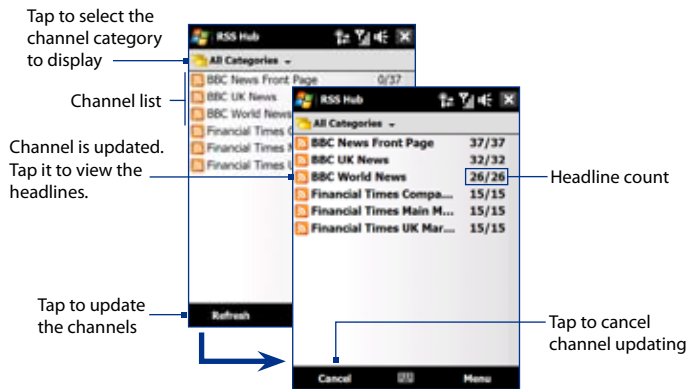 Tap to select the
channel category
to display
RSS Hub
All Categories
BBC News Front Page 0/37
BBC UK News
BBC World News
Financial Times
Financial Times
Financial Times
Refresh
Channel list
Channel is updated.
Tap it to view the
headlines.
Tap to update
the channels
RSS Hub
All Categories
BBC News Front Page 37/37
BBC UK News 32/32
BBC World News 26/26
Financial Times Compa... 15/15
Financial Times Main M... 15/15
Financial Times UK Mar... 15/15
Cancel Menu
Headline count
Tap to cancel
channel updating